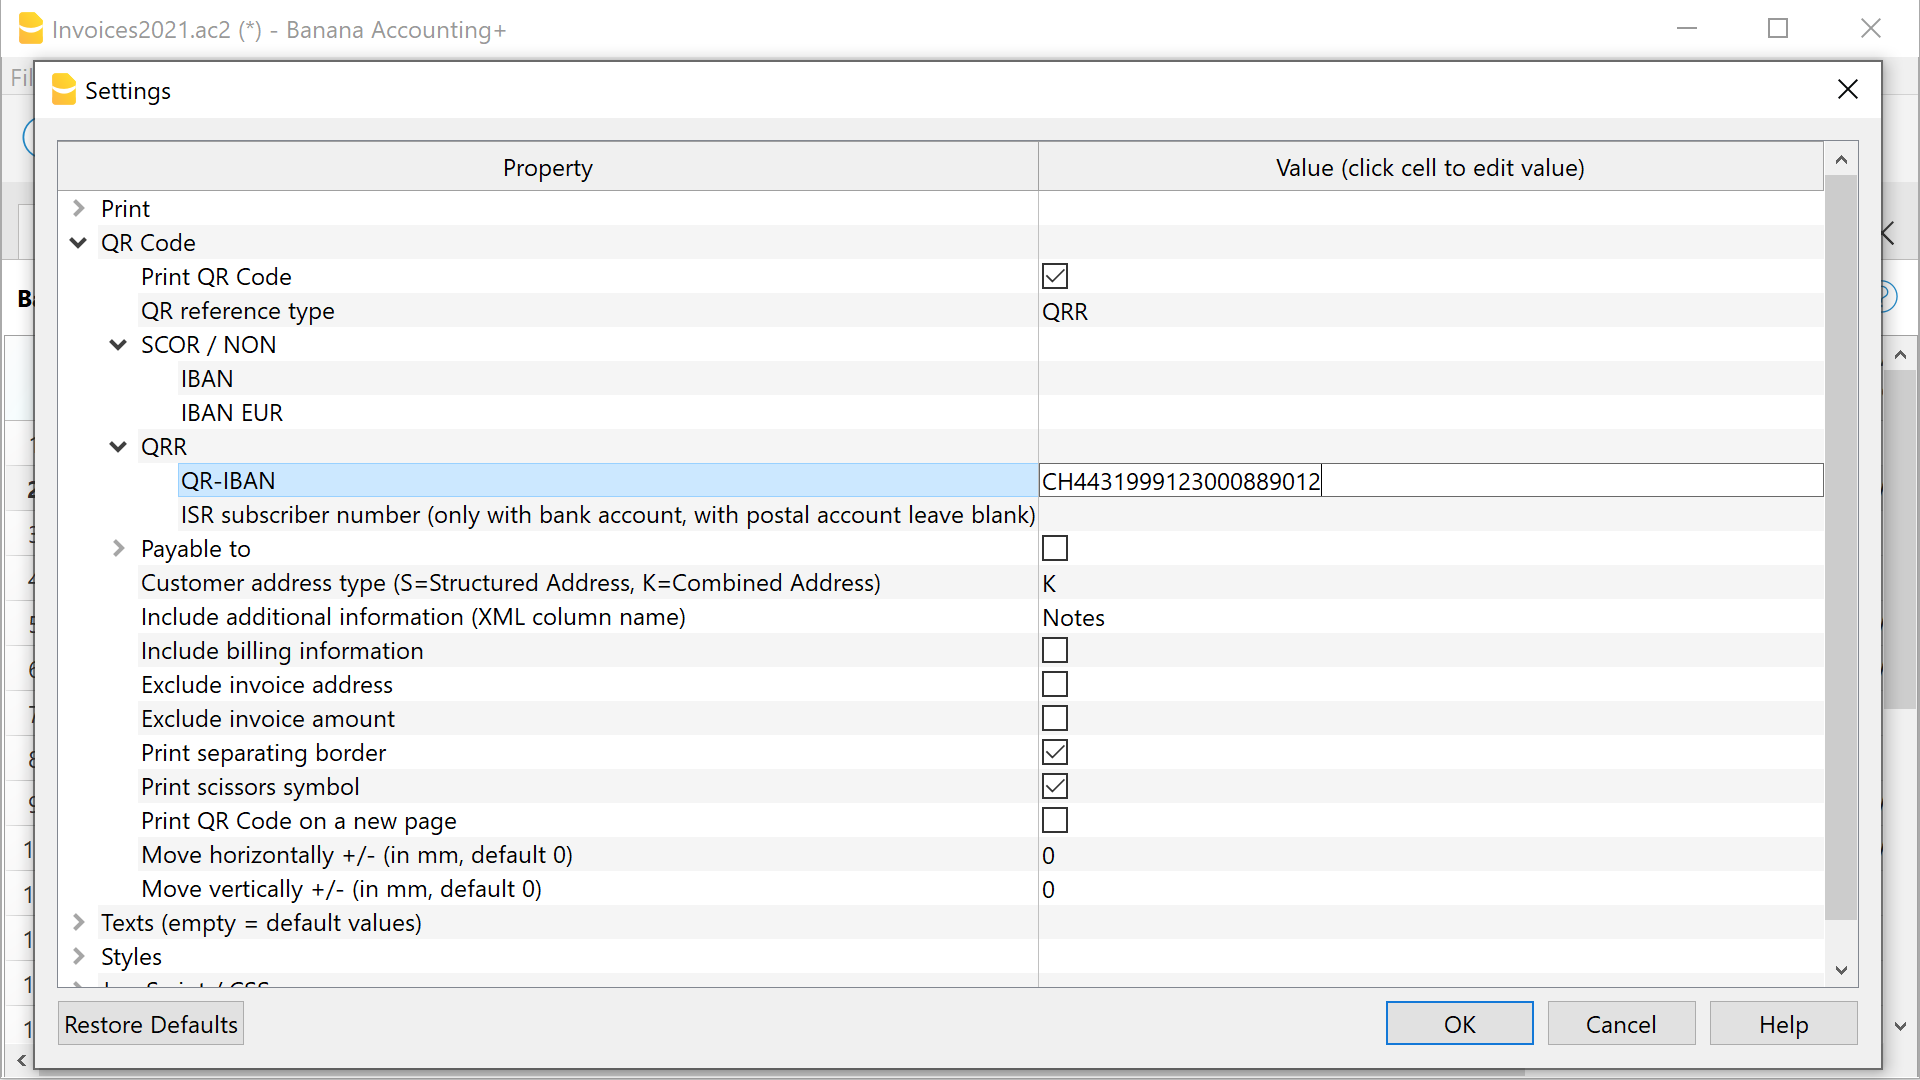 Invoices2021.ac2 (*) - Banana Accounting+
Fil
Settings
Property
Value (click cell to edit value)
Print
QR Code
Print QR Code
QR reference type
QRR
SCOR / NON
IBAN
IBAN EUR
QRR
QR-IBAN
CH4431999123000889012
ISR subscriber number (only with bank account, with postal account leave blank)
Payable to
Customer address type (S=Structured Address, K=Combined Address)
K
Include additional information (XML column name)
Notes
Include billing information
Exclude invoice address
Exclude invoice amount
Print separating border
Print scissors symbol
Print QR Code on a new page
Move horizontally +/- (in mm, default 0)
0
Move vertically +/- (in mm, default 0)
0
Texts (empty = default values)
Styles
Restore Defaults
OK
Cancel
Help